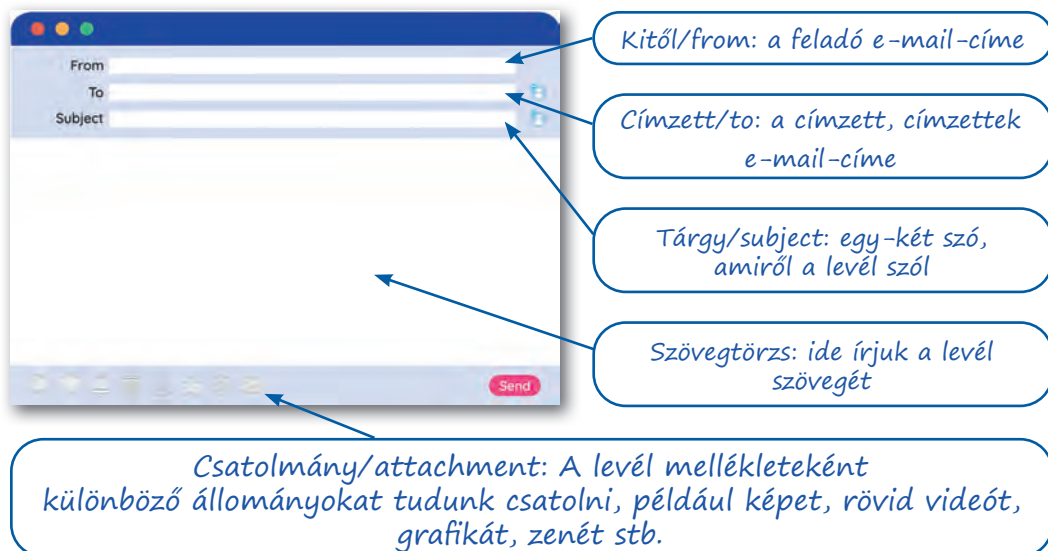 From
To
Subject
Send
Kitől/from: a feladó e-mail-címe
Címzett/to: a címzett, címzettek
e-mail-címe
Tárgy/subject: egy-két szó,
amiről a levél szól
Szövegtörzs: ide írjuk a levél
szövegét
Csatolmány/attachment: A levél mellékleteként
különböző állományokat tudunk csatolni, például képet, rövid videót,
grafikát, zenét stb.